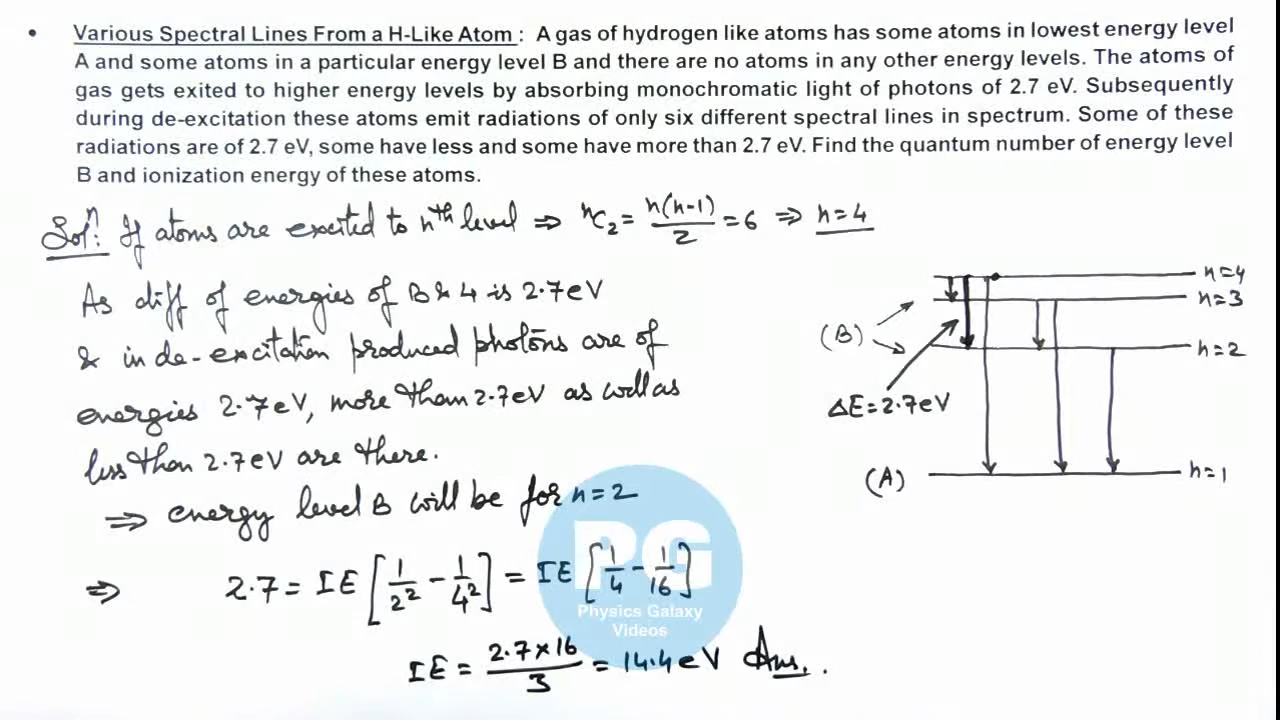 • Various Spectral Lines From a H-Like Atom : A gas of hydrogen like atoms has some atoms in lowest energy level
A and some atoms in a particular energy level B and there are no atoms in any other energy levels. The atoms of
gas gets exited to higher energy levels by absorbing monochromatic light of photons of 2.7 eV. Subsequently
during de-excitation these atoms emit radiations of only six different spectral lines in spectrum. Some of these
radiations are of 2.7 eV, some have less and some have more than 2.7 eV. Find the quantum number of energy level
B and ionization energy of these atoms.
Solⁿ: If atoms are excited to nᵗʰ level ⇒ ⁿC₂ = n(n-1)/2 = 6 ⇒ n=4
As diff of energies of B & 4 is 2.7eV
& in de-excitation produced photons are of
energies 2.7eV, more than 2.7eV as well as
less than 2.7eV are there.
⇒ energy level B will be for n=2
⇒ 2.7 = IE [1/2² - 1/4²] = IE [1/4 - 1/16]
IE = 2.7×16/3 = 14.4eV Ans.
n=4
n=3
(B)
n=2
ΔE=2.7eV
(A)
n=1
PG
Physics Galaxy
Videos